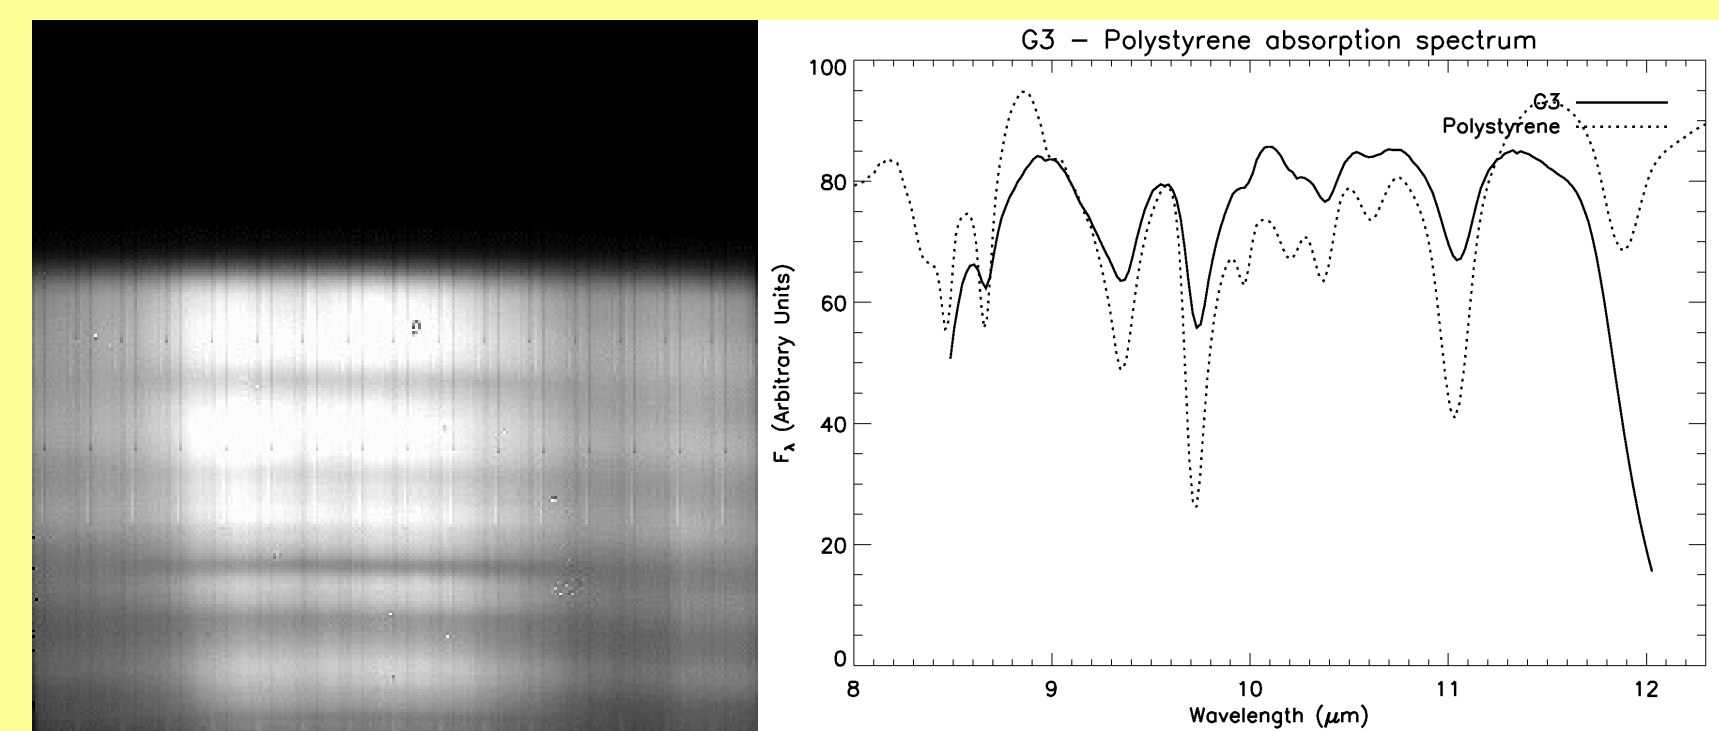 G3 – Polystyrene absorption spectrum
100
80
60
40
20
0
F_λ (Arbitrary Units)
G3
Polystyrene
8 9 10 11 12
Wavelength (μm)